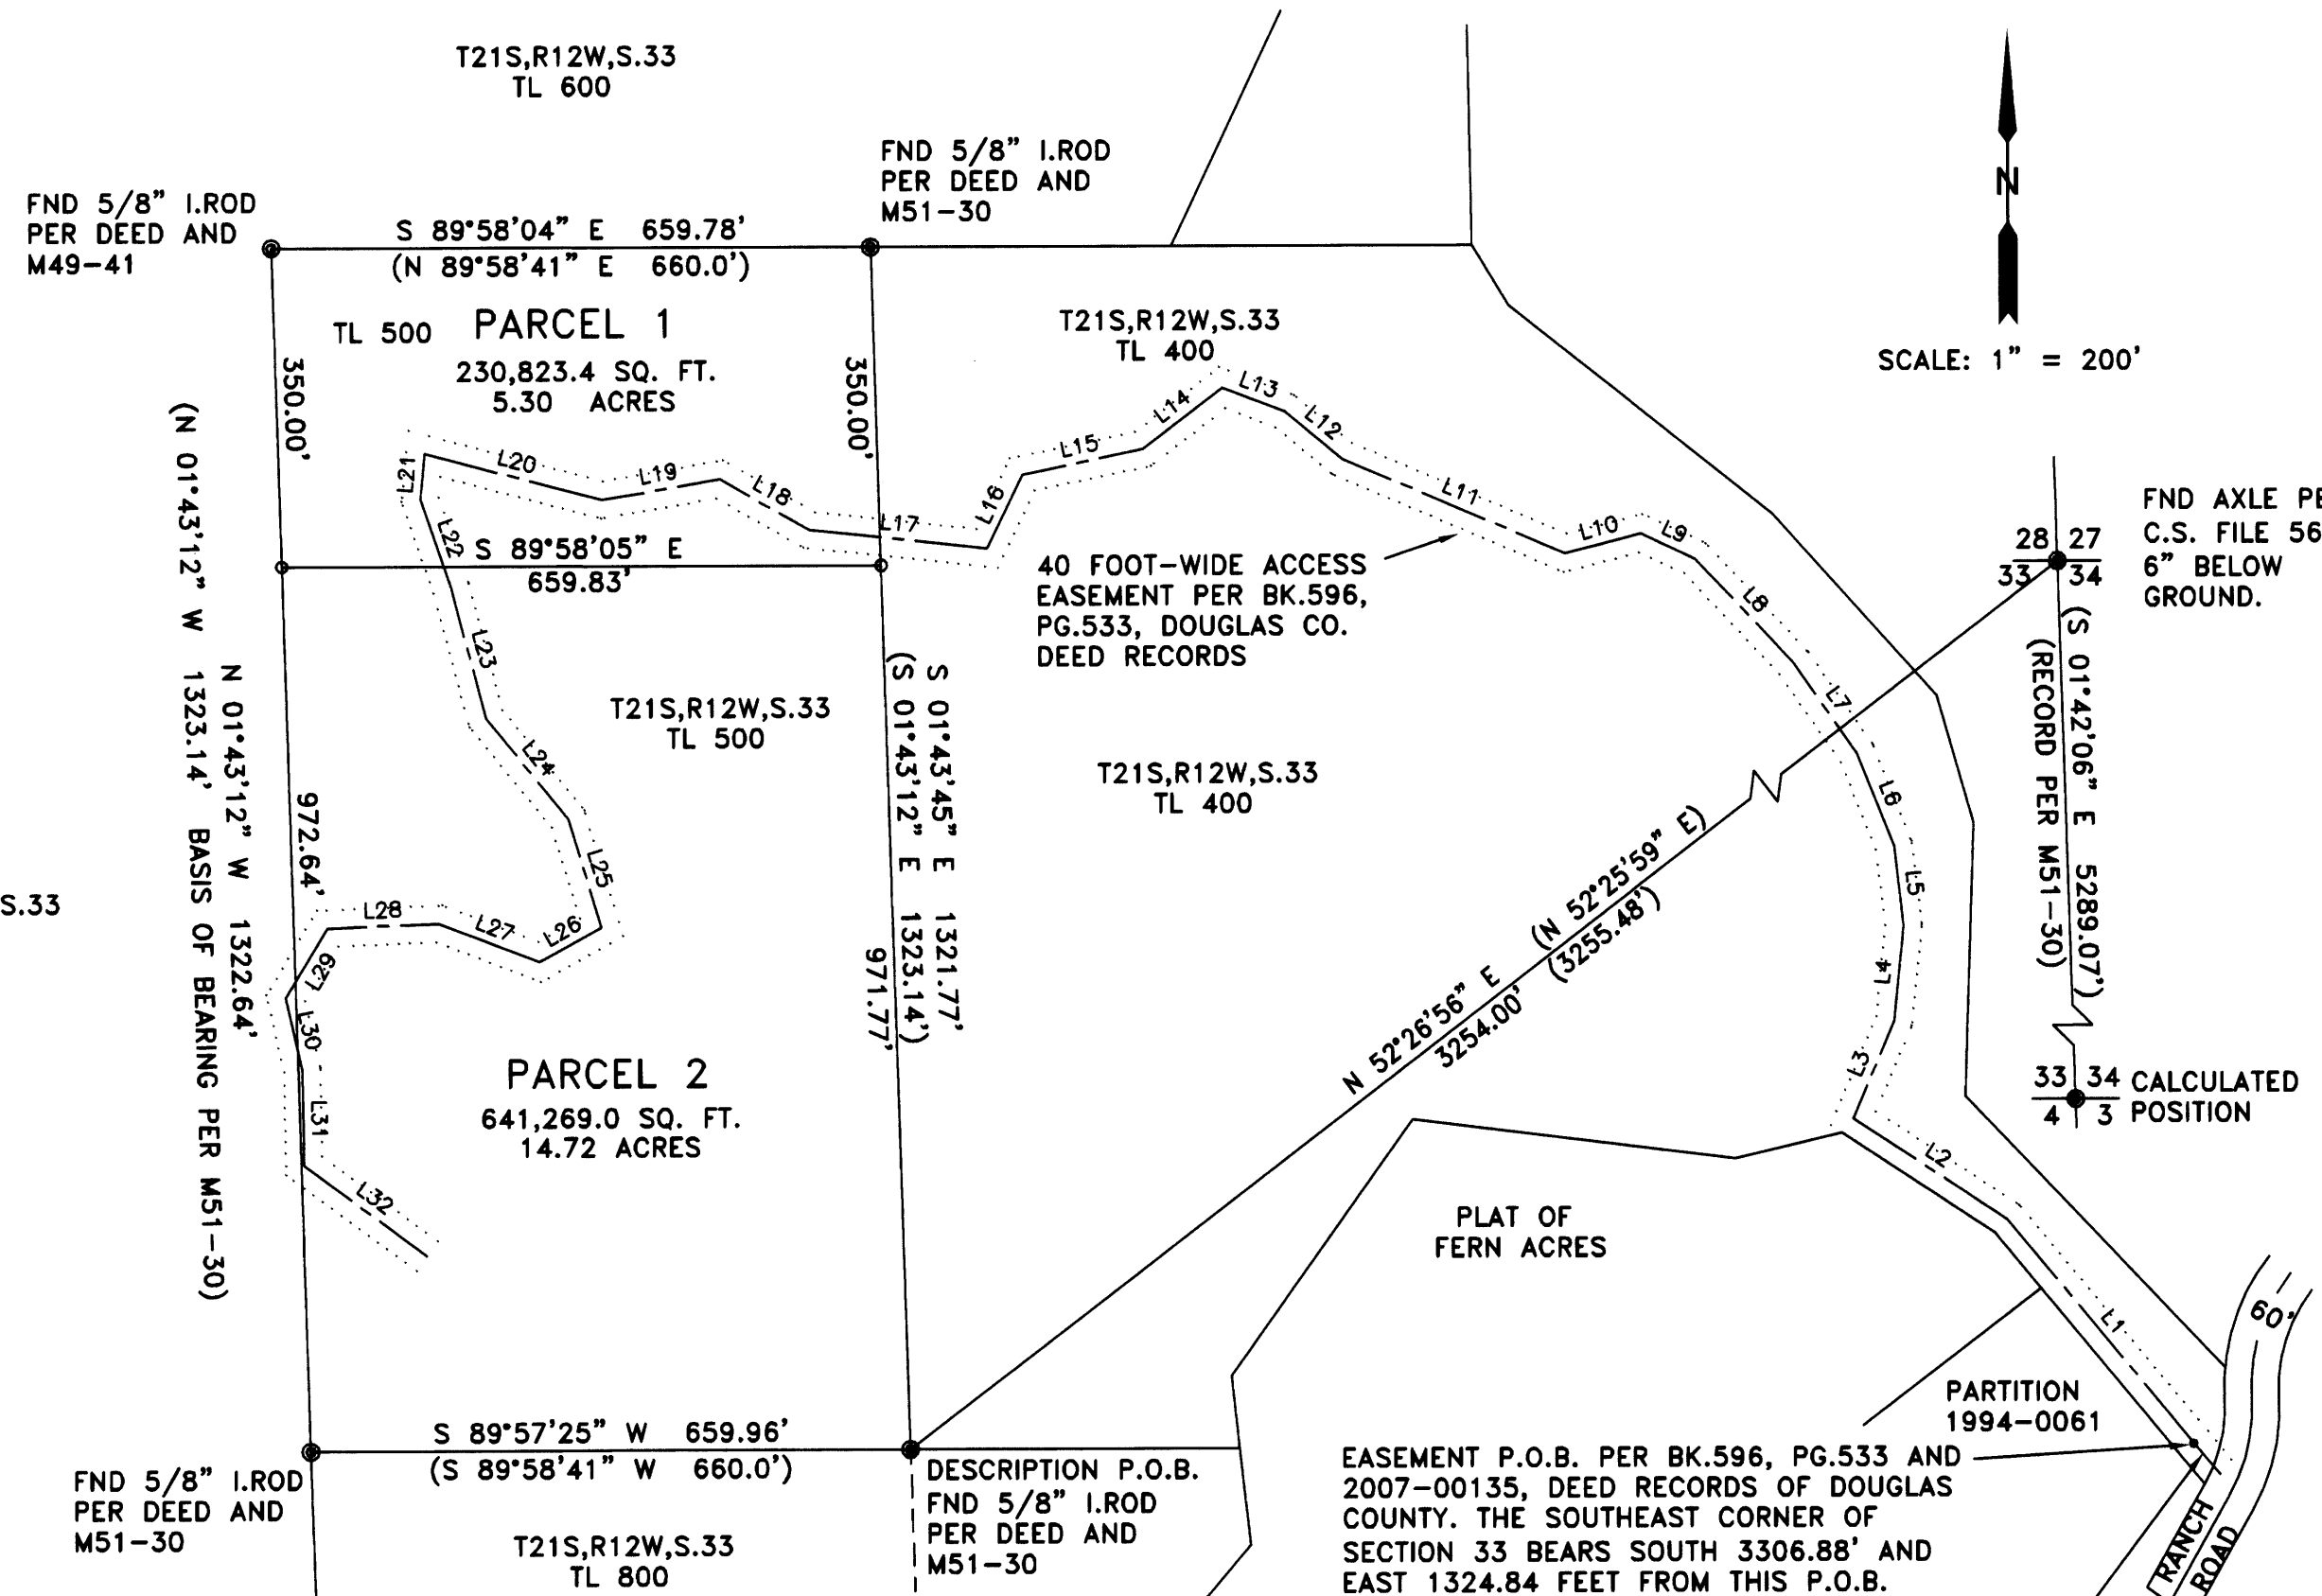 T21S,R12W,S.33
TL 600
FND 5/8" I.ROD
PER DEED AND
M49-41
S 89°58'04" E 659.78'
(N 89°58'41" E 660.0')
FND 5/8" I.ROD
PER DEED AND
M51-30
N
SCALE: 1" = 200'
TL 500 PARCEL 1
230,823.4 SQ. FT.
5.30 ACRES
350.00'
350.00'
T21S,R12W,S.33
TL 400
L13
L12
L14
L15
L16
L17
L18
L19
L20
L21
L22
L11
L10
L9
L8
L7
L6
L5
L4
L3
L2
L1
S 89°58'05" E
659.83'
40 FOOT-WIDE ACCESS
EASEMENT PER BK.596,
PG.533, DOUGLAS CO.
DEED RECORDS
28 27
33 34
FND AXLE PE
C.S. FILE 56
6" BELOW
GROUND.
(S 01°42'06" E 5289.07')
(RECORD PER M51-30)
33 34
4 3
CALCULATED
POSITION
(N 01°43'12" W 1323.14' BASIS OF BEARING PER M51-30)
N 01°43'12" W 1322.64'
972.64'
L23
L24
L25
L26
L27
L28
L29
L30
L31
L32
T21S,R12W,S.33
TL 500
S 01°43'45" E 1321.77'
(S 01°43'12" E 1323.14')
971.77'
T21S,R12W,S.33
TL 400
S.33
N 52°26'56" E (N 52°25'59" E)
3254.00' (3255.48')
PARCEL 2
641,269.0 SQ. FT.
14.72 ACRES
PLAT OF
FERN ACRES
60'
PARTITION
1994-0061
S 89°57'25" W 659.96'
(S 89°58'41" W 660.0')
FND 5/8" I.ROD
PER DEED AND
M51-30
DESCRIPTION P.O.B.
FND 5/8" I.ROD
PER DEED AND
M51-30
T21S,R12W,S.33
TL 800
EASEMENT P.O.B. PER BK.596, PG.533 AND
2007-00135, DEED RECORDS OF DOUGLAS
COUNTY. THE SOUTHEAST CORNER OF
SECTION 33 BEARS SOUTH 3306.88' AND
EAST 1324.84 FEET FROM THIS P.O.B.
RANCH
ROAD